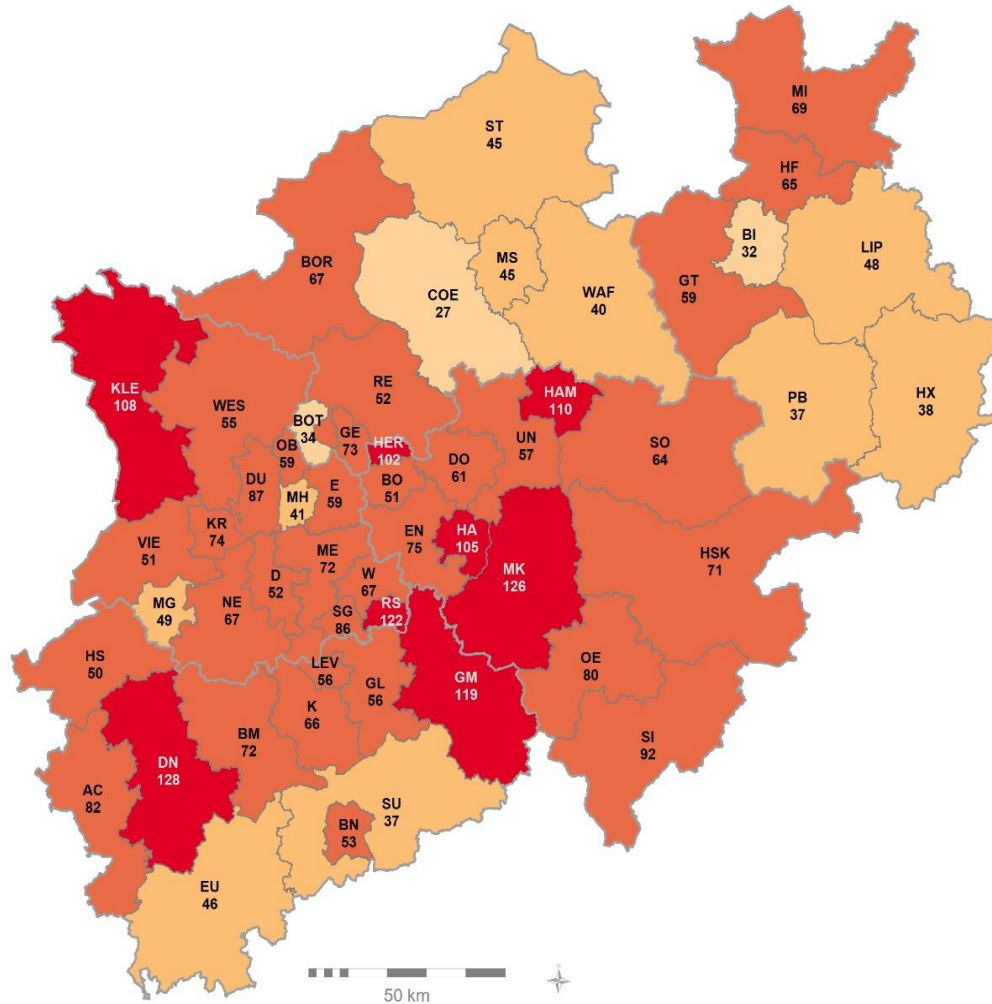 MI
69
ST
45
HF
65
BI
32
LIP
48
MS
45
BOR
67
GT
59
COE
27
WAF
40
KLE
108
RE
52
HAM
110
PB
37
HX
38
WES
55
BOT
34
GE
73
OB
59
HER
102
UN
57
SO
64
DO
61
DU
87
E
59
BO
51
MH
41
KR
74
EN
75
HA
105
VIE
51
ME
72
HSK
71
MK
126
D
52
W
67
MG
49
NE
67
SG
86
RS
122
HS
50
LEV
56
OE
80
GL
56
GM
119
K
66
BM
72
SI
92
DN
128
AC
82
SU
37
BN
53
EU
46
50 km